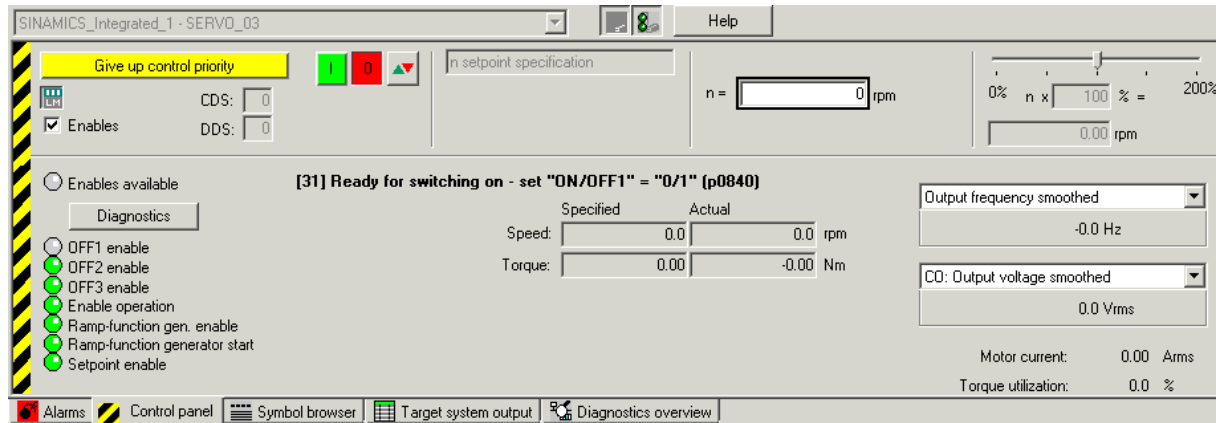 SINAMICS_Integrated_1 - SERVO_03
Help
Give up control priority
I 0
n setpoint specification
n = 0 rpm
0% n x 100 % = 200%
0.00 rpm
LM
CDS: 0
Enables
DDS: 0
Enables available
[31] Ready for switching on - set "ON/OFF1" = "0/1" (p0840)
Diagnostics
Specified Actual
Speed: 0.0 0.0 rpm
Torque: 0.00 -0.00 Nm
OFF1 enable
OFF2 enable
OFF3 enable
Enable operation
Ramp-function gen. enable
Ramp-function generator start
Setpoint enable
Output frequency smoothed
-0.0 Hz
CO: Output voltage smoothed
0.0 Vrms
Motor current: 0.00 Arms
Torque utilization: 0.0 %
Alarms Control panel Symbol browser Target system output Diagnostics overview